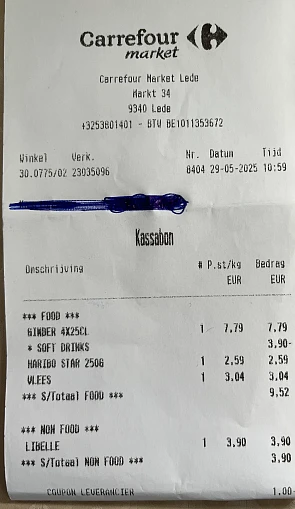 Carrefour
market
Carrefour Market Lede
Markt 34
9340 Lede
+3253801401 - BTW BE1011353672
Winkel Verk. Nr. Datum Tijd
30.0775/02 23035096 8404 29-05-2025 10:59
Kassabon
Omschrijving # P.st/kg Bedrag
EUR EUR
*** FOOD ***
GINDER 4X25CL 1 7,79 7,79
* SOFT DRINKS 3,90-
HARIBO STAR 250G 1 2,59 2,59
VLEES 1 3,04 3,04
*** S/Totaal FOOD *** 9,52
*** NON FOOD ***
LIBELLE 1 3,90 3,90
*** S/Totaal NON FOOD *** 3,90
COUPON LEVERANCIER 1,00-